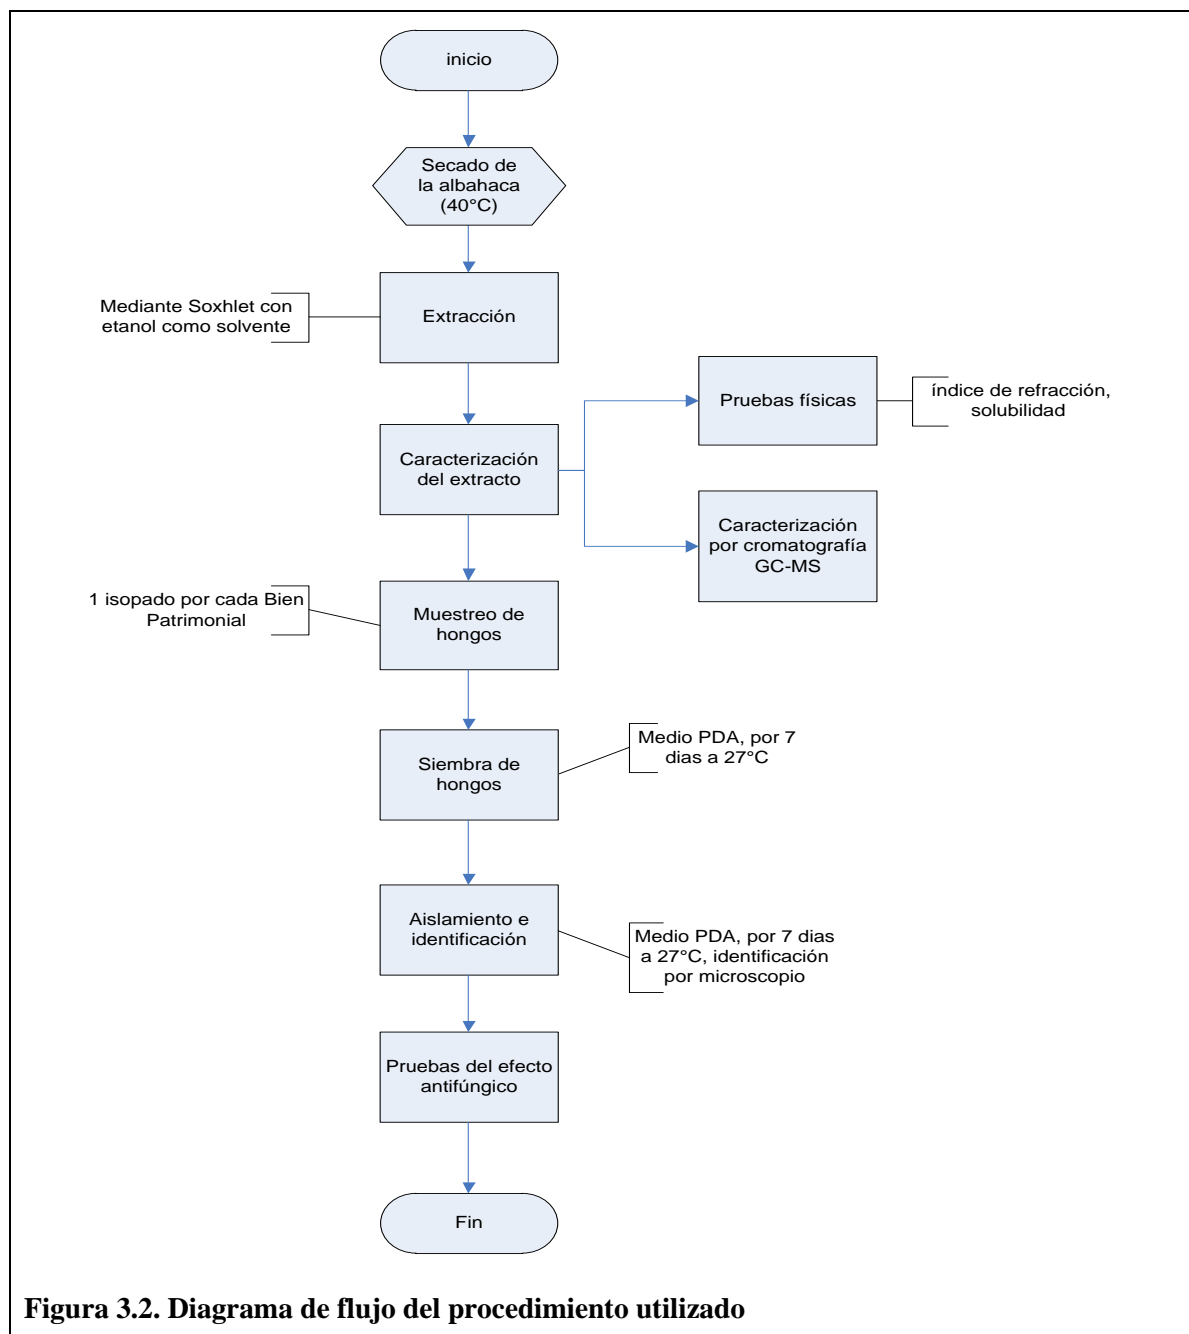 inicio
Secado de
la albahaca
(40°C)
Mediante Soxhlet con
etanol como solvente
Extracción
Pruebas físicas
índice de refracción,
solubilidad
Caracterización
del extracto
Caracterización
por cromatografía
GC-MS
1 isopado por cada Bien
Patrimonial
Muestreo de
hongos
Siembra de
hongos
Medio PDA, por 7
dias a 27°C
Aislamiento e
identificación
Medio PDA, por 7 dias
a 27°C, identificación
por microscopio
Pruebas del efecto
antifúngico
Fin
Figura 3.2. Diagrama de flujo del procedimiento utilizado